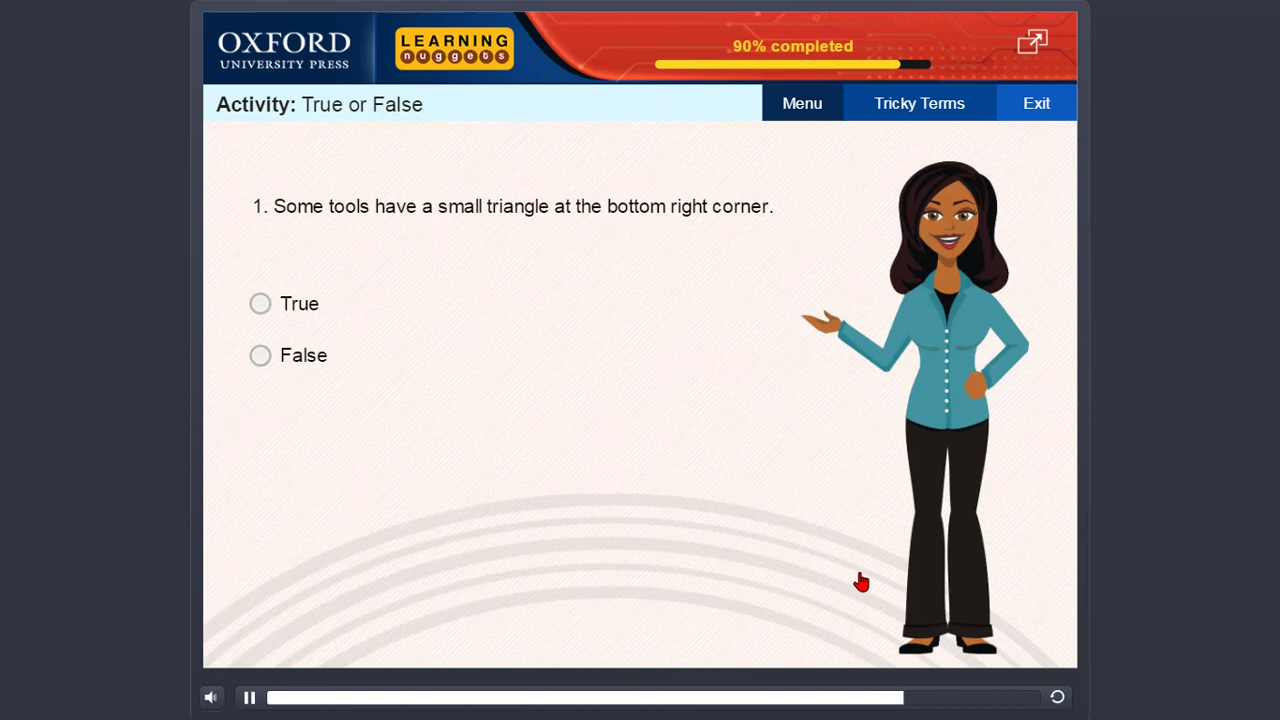 OXFORD
UNIVERSITY PRESS
LEARNING
nuggets
90% completed
Activity: True or False
Menu
Tricky Terms
Exit
1. Some tools have a small triangle at the bottom right corner.
True
False